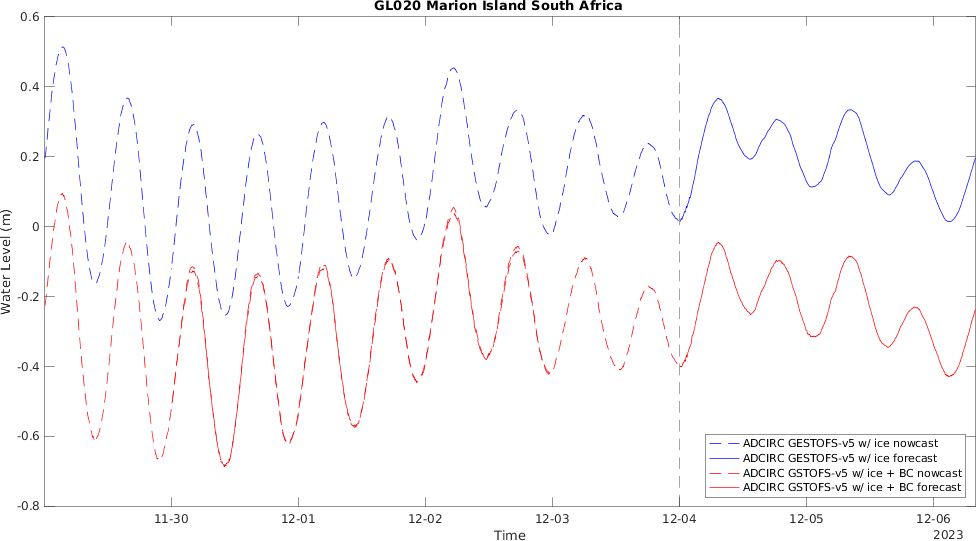 GL020 Marion Island South Africa
0.6
0.4
0.2
0
-0.2
-0.4
-0.6
-0.8
Water Level (m)
11-30
12-01
12-02
12-03
12-04
12-05
12-06
Time
2023
ADCIRC GESTOFS-v5 w/ ice nowcast
ADCIRC GESTOFS-v5 w/ ice forecast
ADCIRC GSTOFS-v5 w/ ice + BC nowcast
ADCIRC GSTOFS-v5 w/ ice + BC forecast